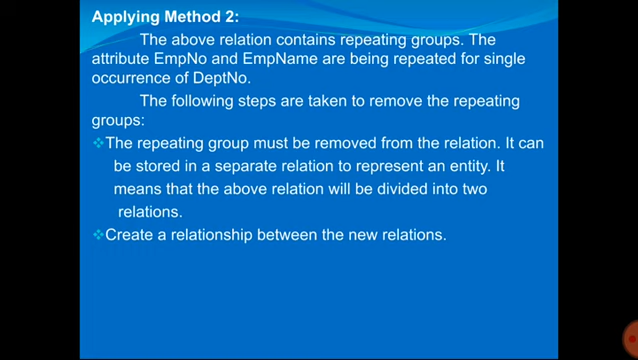 Applying Method 2:
The above relation contains repeating groups. The
attribute EmpNo and EmpName are being repeated for single
occurrence of DeptNo.
The following steps are taken to remove the repeating
groups:
The repeating group must be removed from the relation. It can
be stored in a separate relation to represent an entity. It
means that the above relation will be divided into two
relations.
Create a relationship between the new relations.